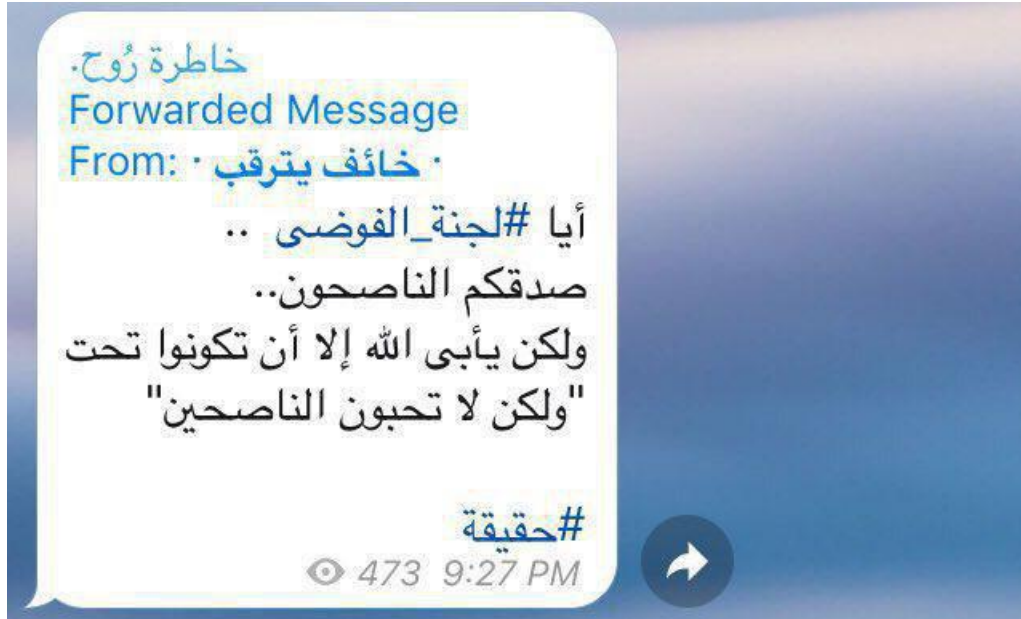 خاطرة رُوح.
Forwarded Message
From: · خائف يترقب ·
أيا #لجنة_الفوضى ..
صدقكم الناصحون..
ولكن يأبى الله إلا أن تكونوا تحت
"ولكن لا تحبون الناصحين"
#حقيقة
473 9:27 PM